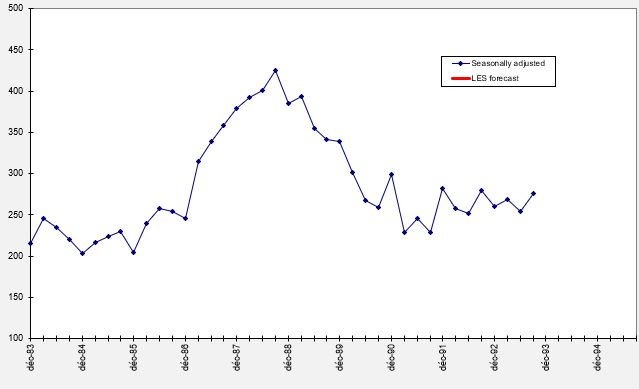 500
450
400
350
300
250
200
150
100
Seasonally adjusted
LES forecast
déc-83
déc-84
déc-85
déc-86
déc-87
déc-88
déc-89
déc-90
déc-91
déc-92
déc-93
déc-94